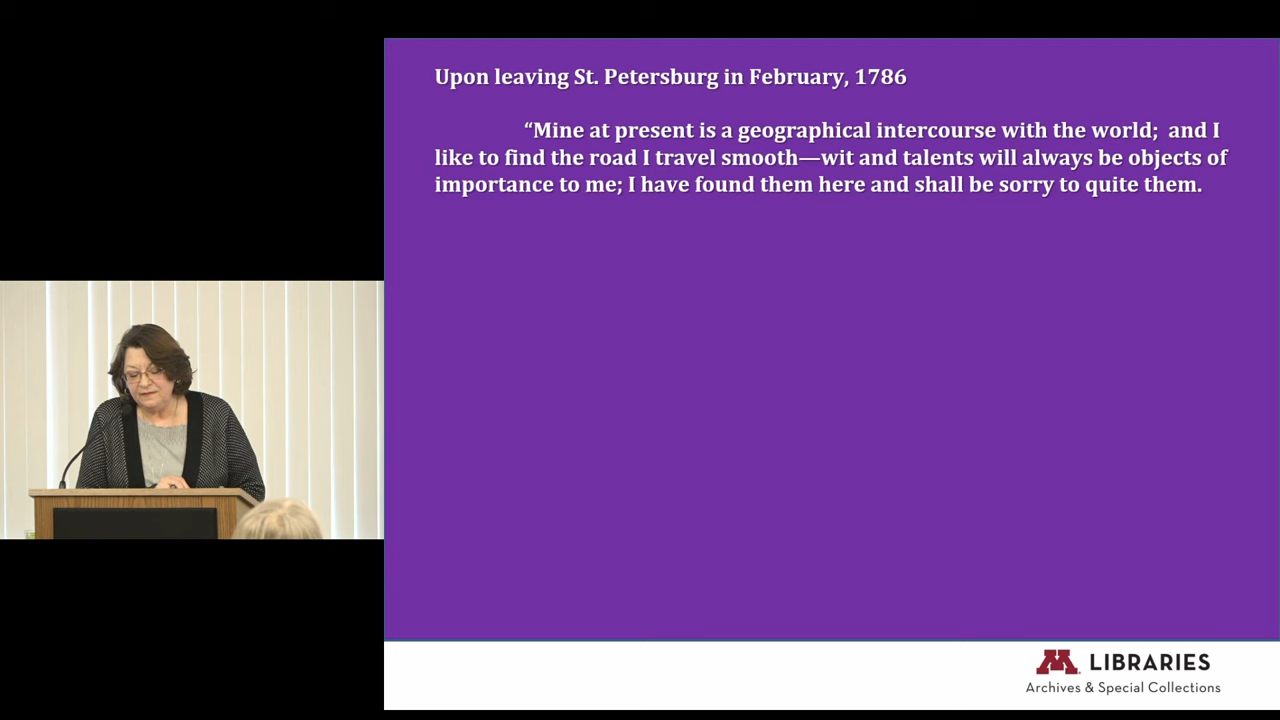 Upon leaving St. Petersburg in February, 1786
“Mine at present is a geographical intercourse with the world;  and I
like to find the road I travel smooth—wit and talents will always be objects of
importance to me; I have found them here and shall be sorry to quite them.
M LIBRARIES
Archives & Special Collections